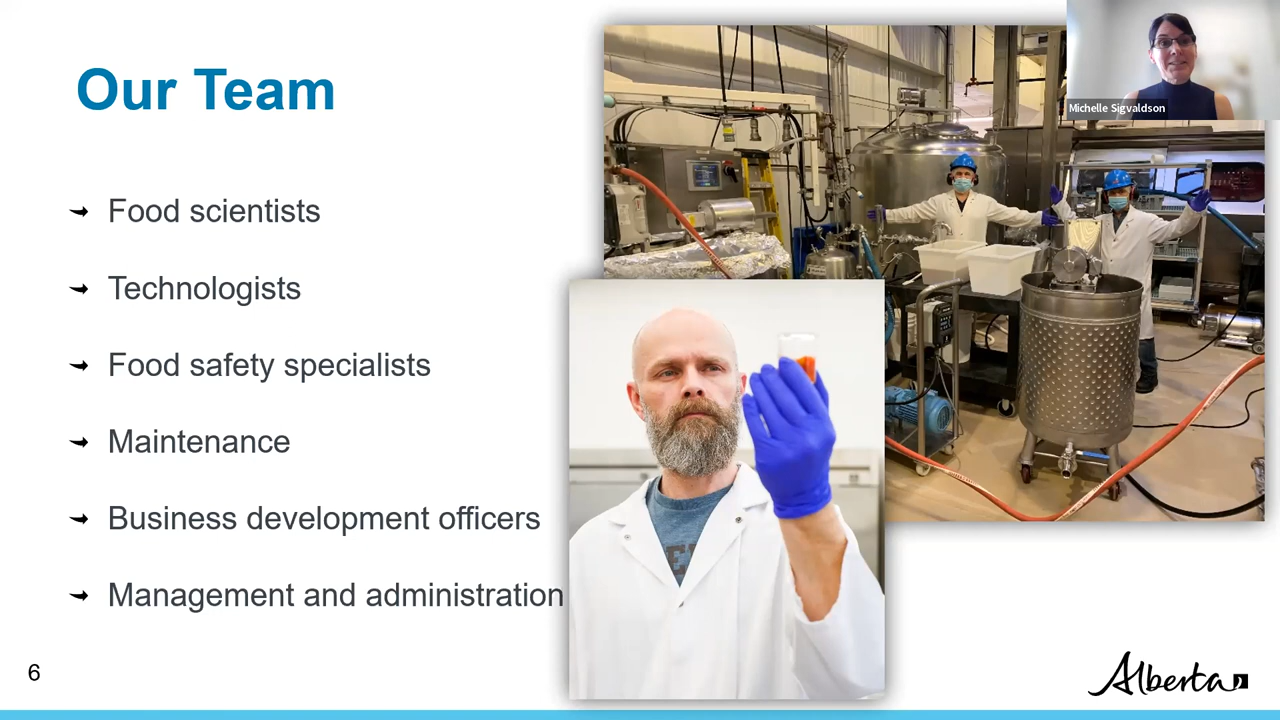 Our Team
Michelle Sigvaldson
Food scientists
Technologists
Food safety specialists
Maintenance
Business development officers
Management and administration
6
Alberta